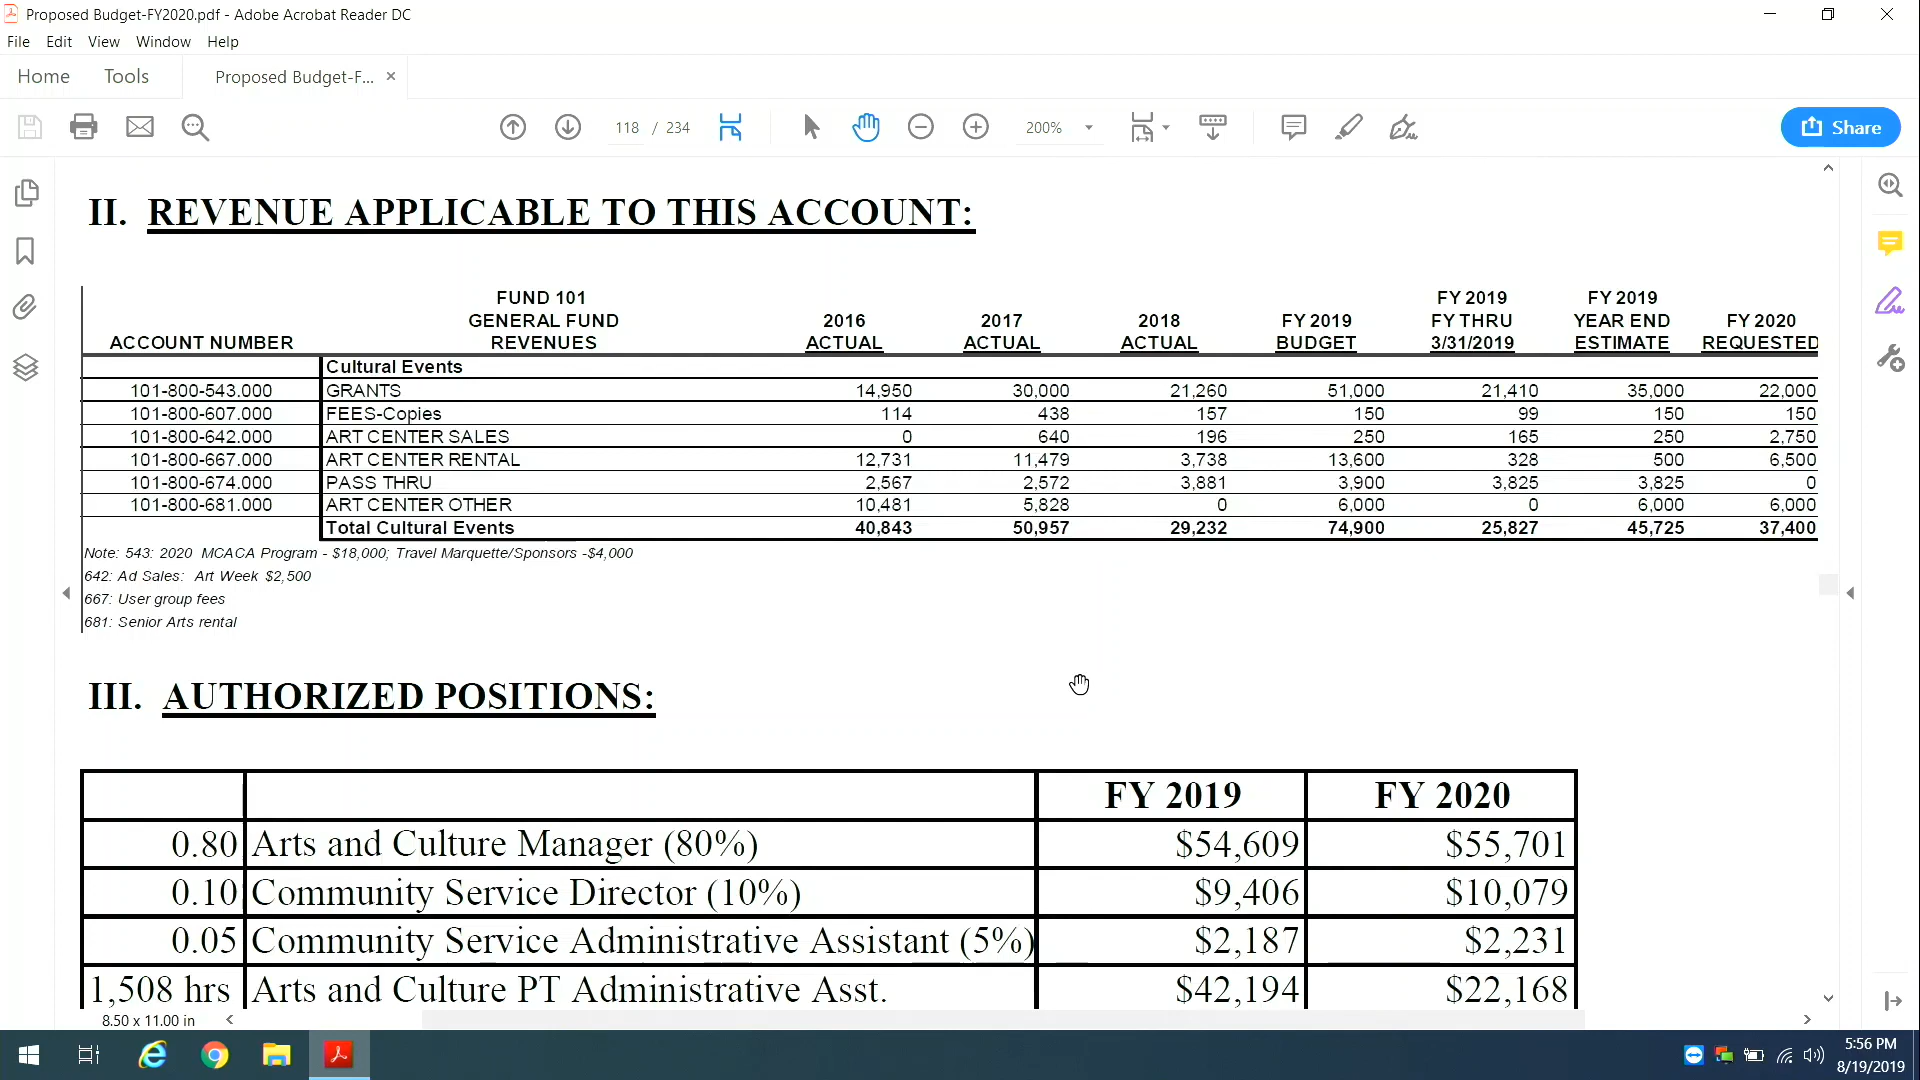 Proposed Budget-FY2020.pdf - Adobe Acrobat Reader DC
File Edit View Window Help
Home Tools Proposed Budget-F... ×
118 / 234 200% Share
II. REVENUE APPLICABLE TO THIS ACCOUNT:
FUND 101 FY 2019 FY 2019
GENERAL FUND 2016 2017 2018 FY 2019 FY THRU YEAR END FY 2020
ACCOUNT NUMBER REVENUES ACTUAL ACTUAL ACTUAL BUDGET 3/31/2019 ESTIMATE REQUESTED
Cultural Events
101-800-543.000 GRANTS 14,950 30,000 21,260 51,000 21,410 35,000 22,000
101-800-607.000 FEES-Copies 114 438 157 150 99 150 150
101-800-642.000 ART CENTER SALES 0 640 196 250 165 250 2,750
101-800-667.000 ART CENTER RENTAL 12,731 11,479 3,738 13,600 328 500 6,500
101-800-674.000 PASS THRU 2,567 2,572 3,881 3,900 3,825 3,825 0
101-800-681.000 ART CENTER OTHER 10,481 5,828 0 6,000 0 6,000 6,000
Total Cultural Events 40,843 50,957 29,232 74,900 25,827 45,725 37,400
Note: 543: 2020 MCACA Program - $18,000; Travel Marquette/Sponsors -$4,000
642: Ad Sales: Art Week $2,500
667: User group fees
681: Senior Arts rental
III. AUTHORIZED POSITIONS:
FY 2019 FY 2020
0.80 Arts and Culture Manager (80%) $54,609 $55,701
0.10 Community Service Director (10%) $9,406 $10,079
0.05 Community Service Administrative Assistant (5%) $2,187 $2,231
1,508 hrs Arts and Culture PT Administrative Asst. $42,194 $22,168
8.50 x 11.00 in
5:56 PM
8/19/2019